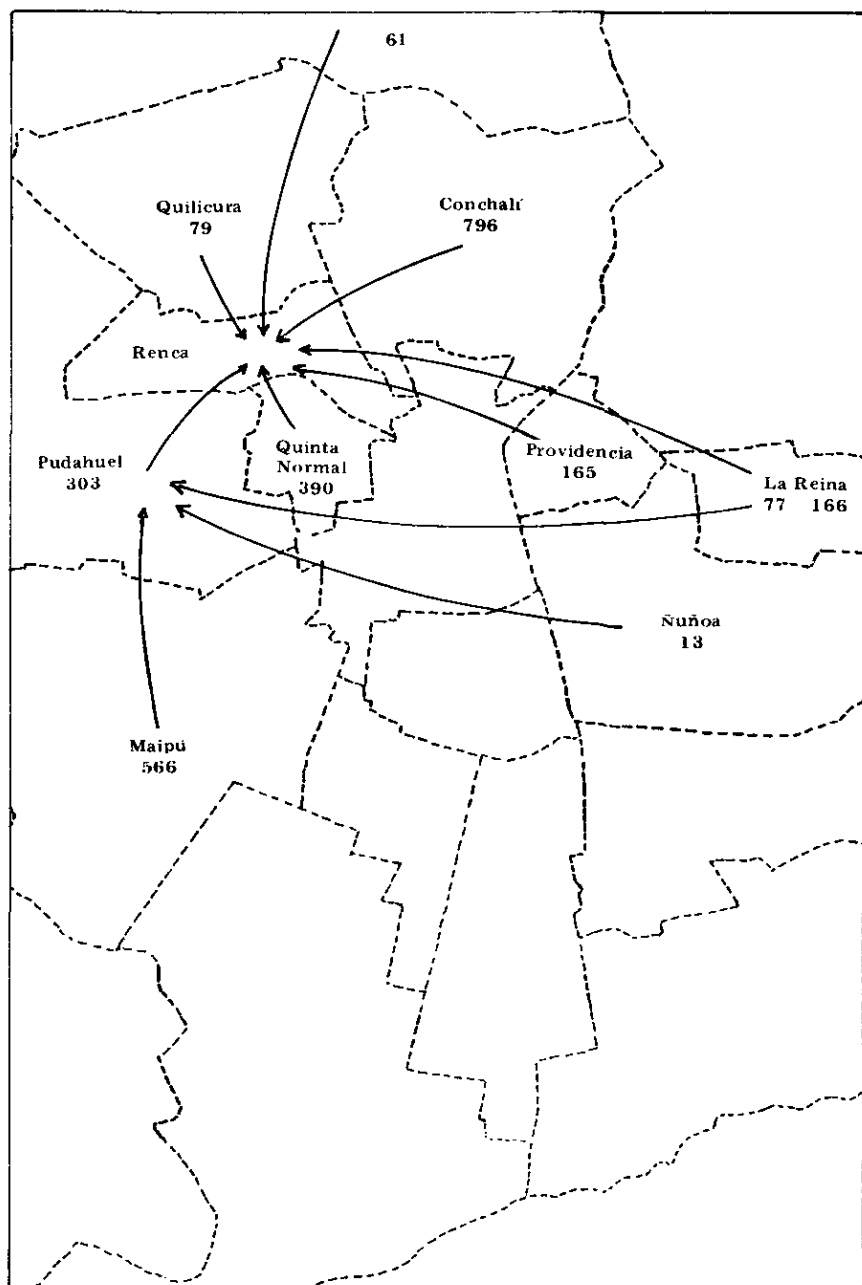 61
Quilicura
79
Conchalí
796
Renca
Pudahuel
303
Quinta
Normal
390
Providencia
165
La Reina
77 166
Ñuñoa
13
Maipú
566